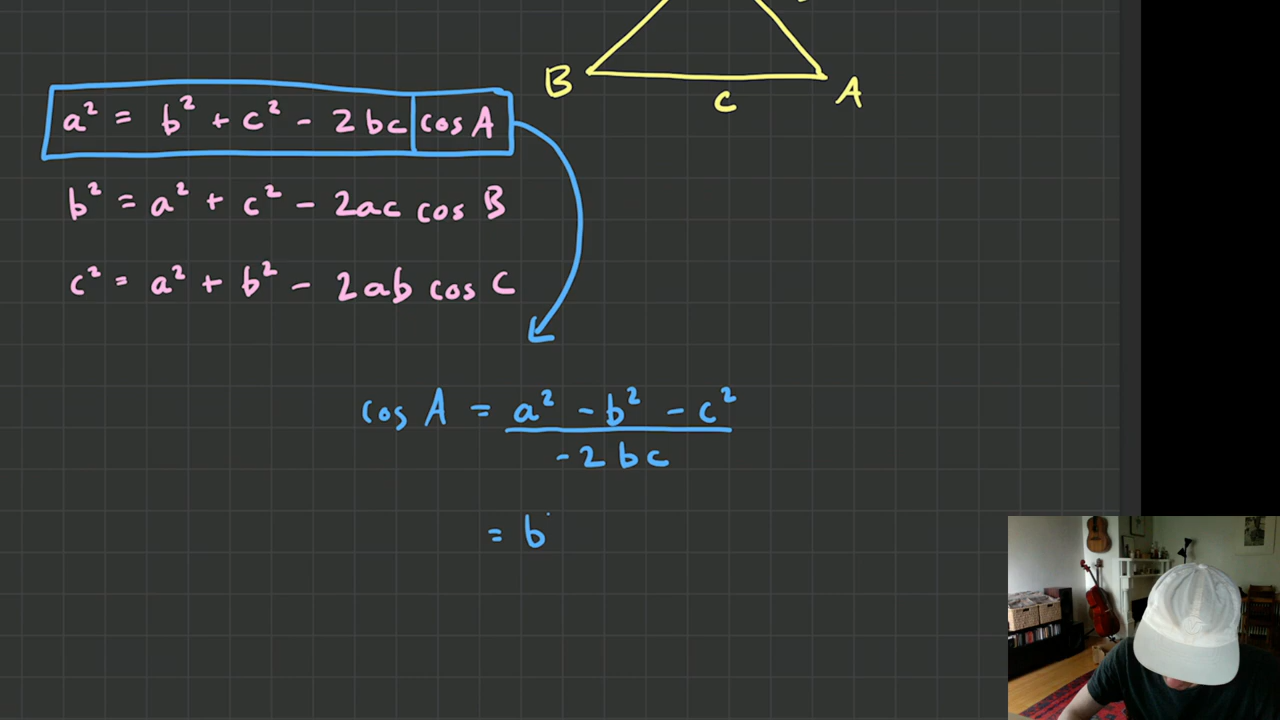 B
A
c
a² = b² + c² - 2bc cos A
b² = a² + c² - 2ac cos B
c² = a² + b² - 2ab cos C
cos A = a² - b² - c²
-2bc
= b